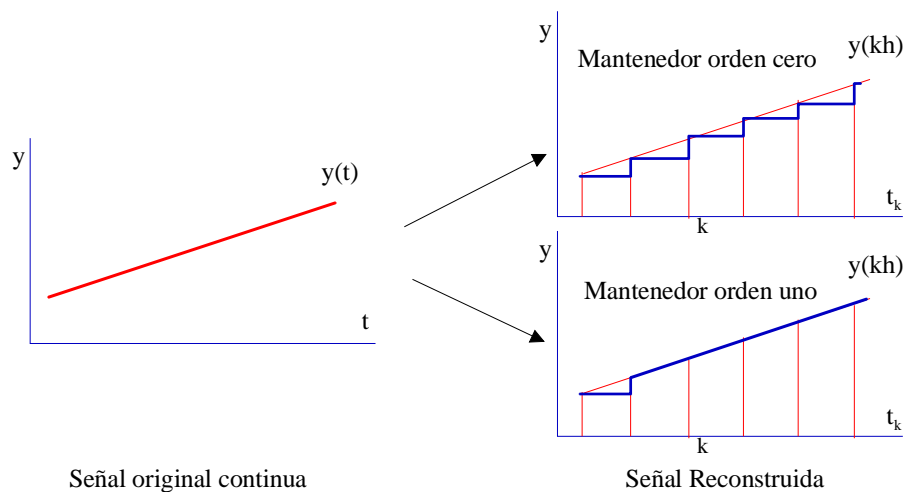 y
y(t)
t
Señal original continua
y
Mantenedor orden cero
y(kh)
t_k
k
y
y(kh)
Mantenedor orden uno
t_k
k
Señal Reconstruida